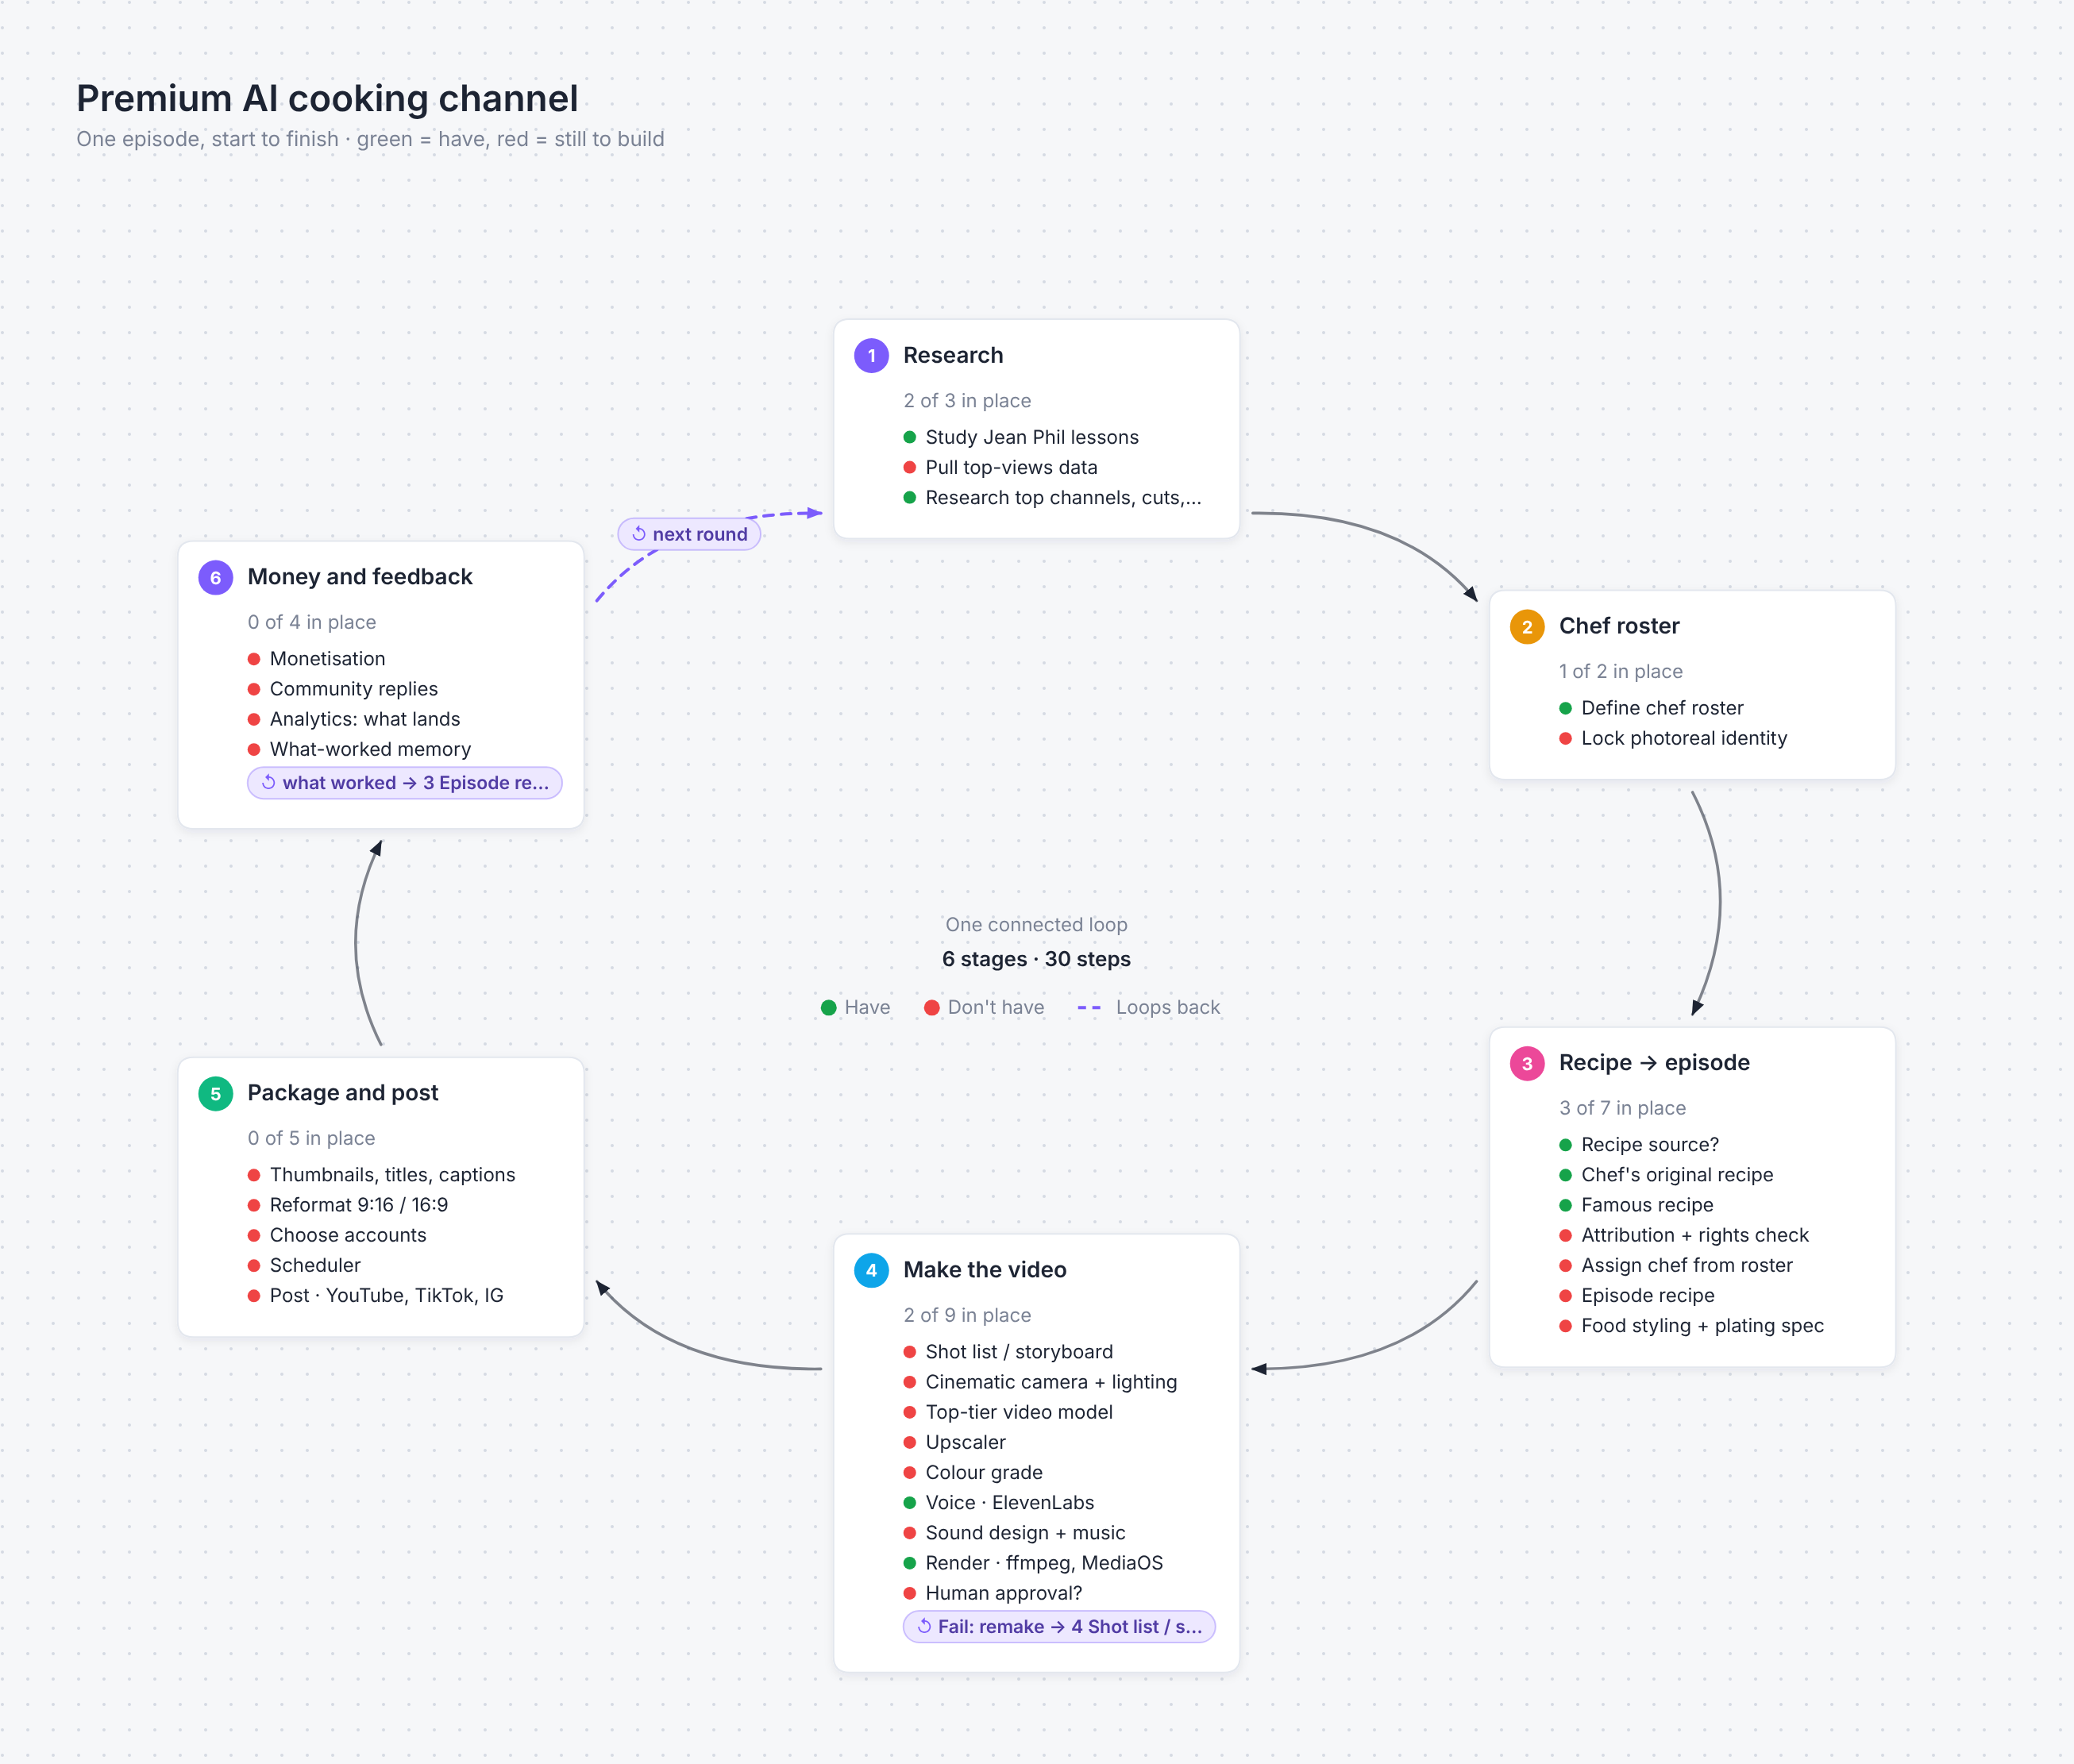 Premium AI cooking channel
One episode, start to finish · green = have, red = still to build
1 Research
2 of 3 in place
Study Jean Phil lessons
Pull top-views data
Research top channels, cuts,...
next round
6 Money and feedback
0 of 4 in place
Monetisation
Community replies
Analytics: what lands
What-worked memory
what worked → 3 Episode re...
2 Chef roster
1 of 2 in place
Define chef roster
Lock photoreal identity
One connected loop
6 stages · 30 steps
Have
Don't have
Loops back
3 Recipe → episode
3 of 7 in place
Recipe source?
Chef's original recipe
Famous recipe
Attribution + rights check
Assign chef from roster
Episode recipe
Food styling + plating spec
5 Package and post
0 of 5 in place
Thumbnails, titles, captions
Reformat 9:16 / 16:9
Choose accounts
Scheduler
Post · YouTube, TikTok, IG
4 Make the video
2 of 9 in place
Shot list / storyboard
Cinematic camera + lighting
Top-tier video model
Upscaler
Colour grade
Voice · ElevenLabs
Sound design + music
Render · ffmpeg, MediaOS
Human approval?
Fail: remake → 4 Shot list / s...